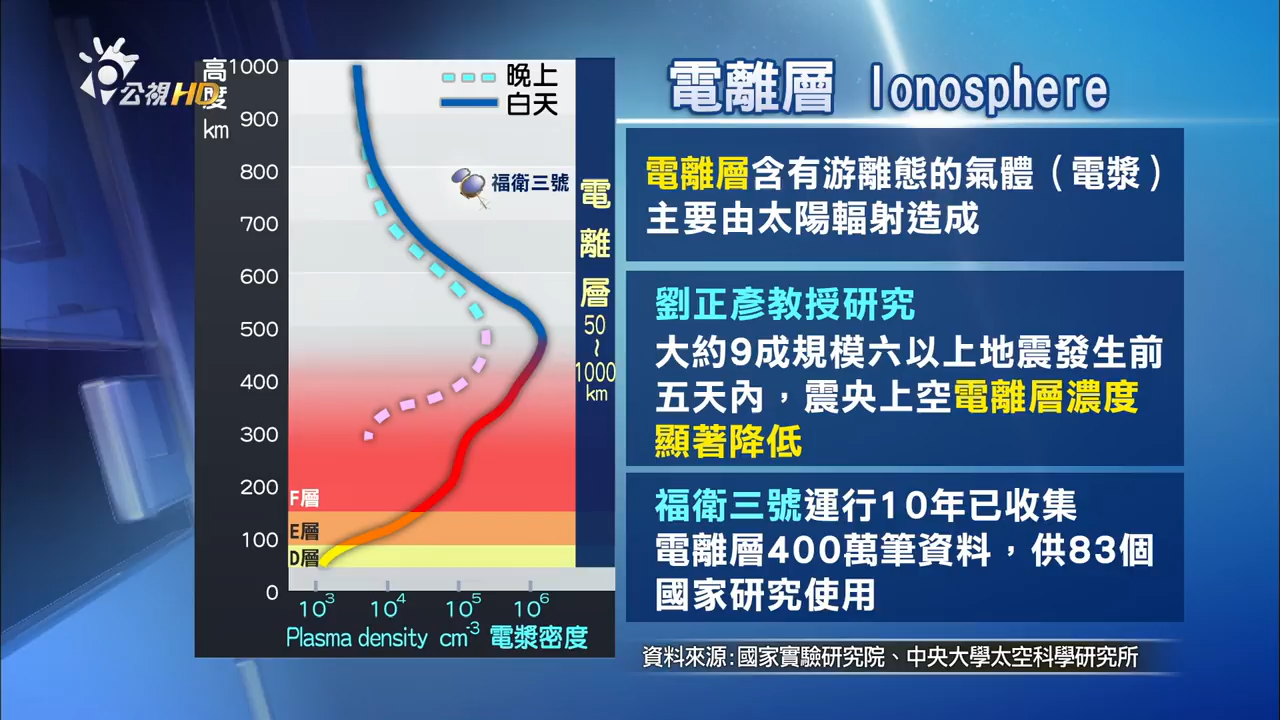 公視HD
高度
km
1000
900
800
700
600
500
400
300
200
100
0
晚上
白天
福衛三號
電離層
50
~
1000
km
F層
E層
D層
10³ 10⁴ 10⁵ 10⁶
Plasma density cm⁻³ 電漿密度
電離層 Ionosphere
電離層含有游離態的氣體（電漿）
主要由太陽輻射造成
劉正彥教授研究
大約9成規模六以上地震發生前
五天內，震央上空電離層濃度
顯著降低
福衛三號運行10年已收集
電離層400萬筆資料，供83個
國家研究使用
資料來源:國家實驗研究院、中央大學太空科學研究所